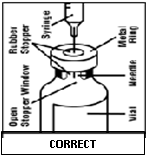 Rubber
Stopper
Syringe
Metal
Ring
Open
Stopper Window
Needle
Vial
CORRECT